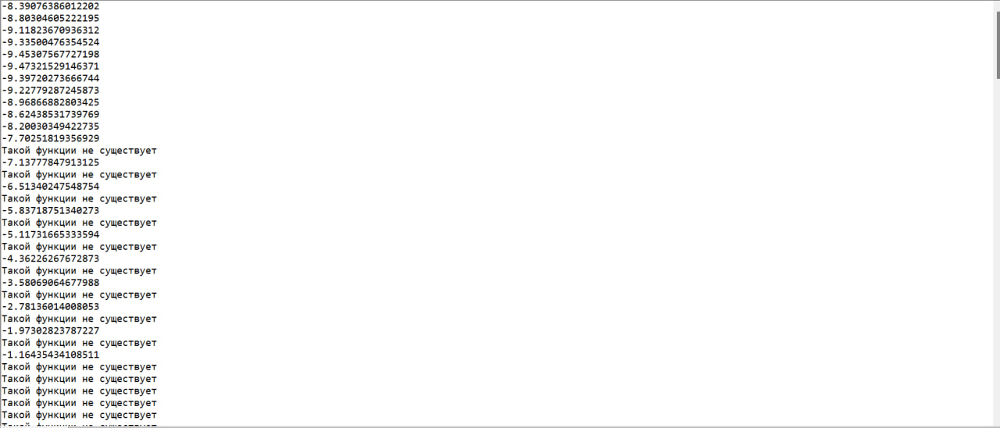 -8.39076386012202
-8.80304605222195
-9.11823670936312
-9.33500476354524
-9.45307567727198
-9.47321529146371
-9.39720273666744
-9.22779287245873
-8.96866882803425
-8.62438531739769
-8.20030349422735
-7.70251819356929
Такой функции не существует
-7.13777847913125
Такой функции не существует
-6.51340247548754
Такой функции не существует
-5.83718751340273
Такой функции не существует
-5.11731665333594
Такой функции не существует
-4.36226267672873
Такой функции не существует
-3.58069064677988
Такой функции не существует
-2.78136014008053
Такой функции не существует
-1.97302823787227
Такой функции не существует
-1.16435434108511
Такой функции не существует
Такой функции не существует
Такой функции не существует
Такой функции не существует
Такой функции не существует